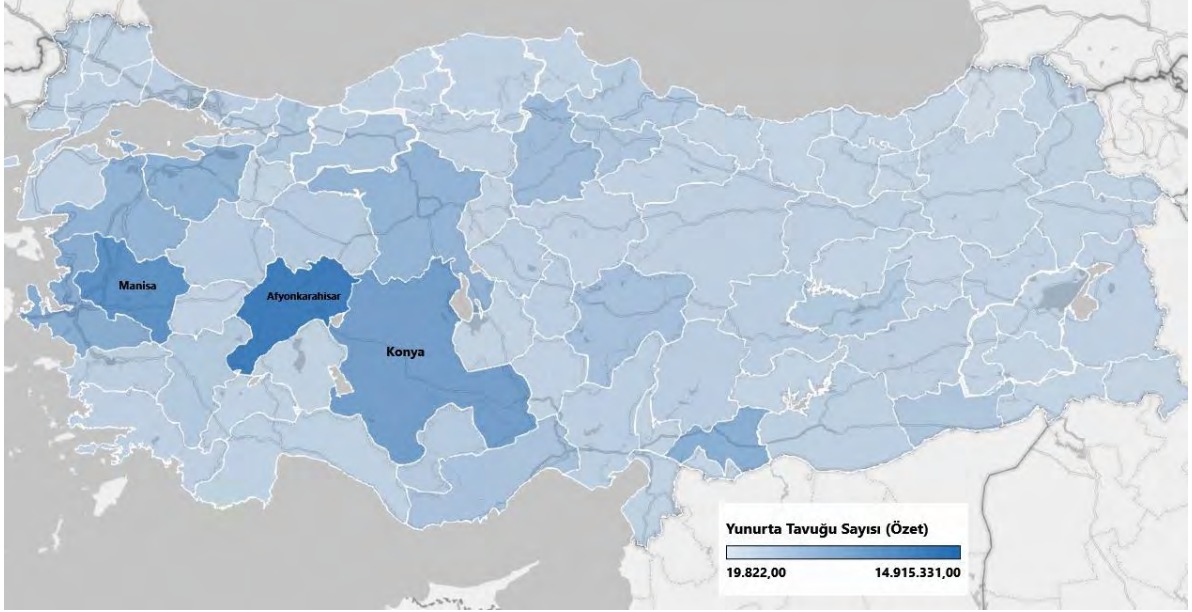 Manisa
Afyonkarahisar
Konya
Yunurta Tavuğu Sayısı (Özet)
19.822,00 14.915.331,00